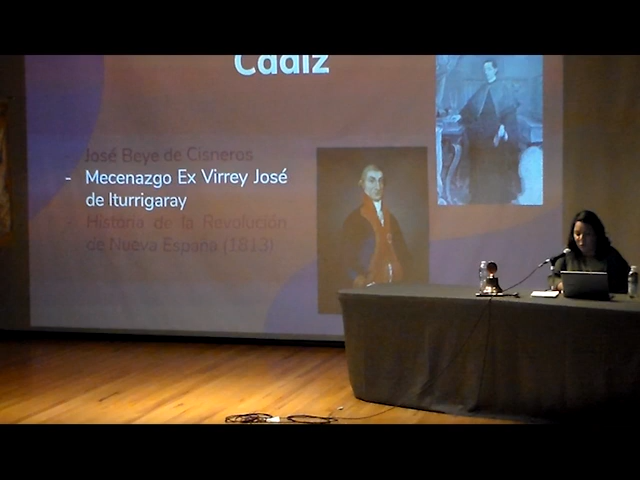 Cádiz
José Beye de Cisneros
- Mecenazgo Ex Virrey José
de Iturrigaray
- Historia de la Revolución
de Nueva España (1813)